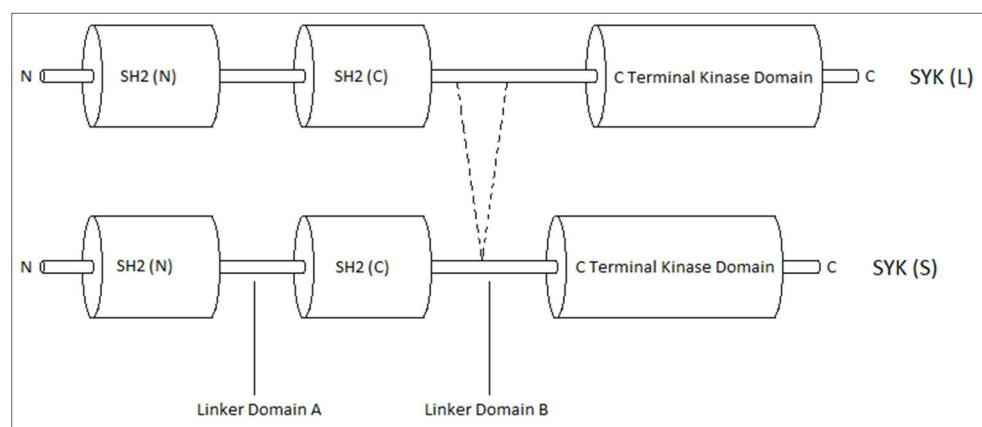 N SH2 (N) SH2 (C) C Terminal Kinase Domain C SYK (L)
N SH2 (N) SH2 (C) C Terminal Kinase Domain C SYK (S)
Linker Domain A Linker Domain B